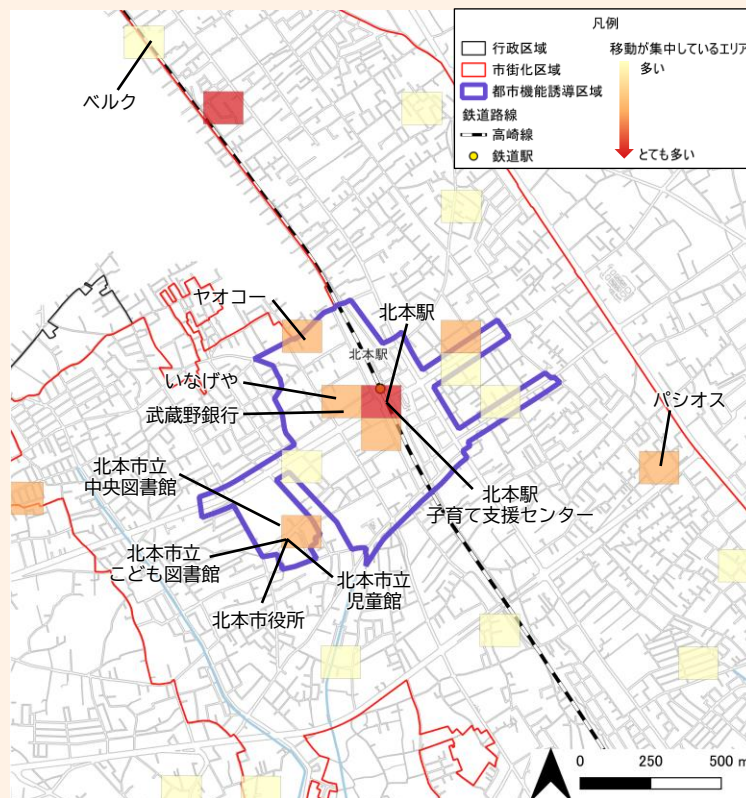 凡例
行政区域
市街化区域
都市機能誘導区域
鉄道路線
高崎線
鉄道駅
移動が集中しているエリア
多い
とても多い
ベルク
ヤオコー
北本駅
北本駅
いなげや
武蔵野銀行
パシオス
北本市立
中央図書館
北本駅
子育て支援センター
北本市立
こども図書館
北本市立
児童館
北本市役所
0 250 500 m